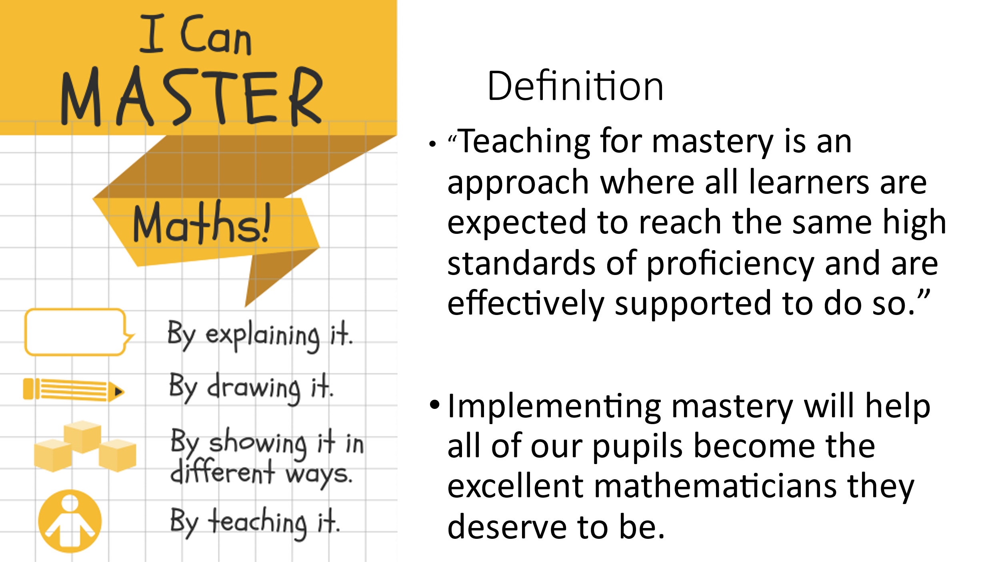 I Can
MASTER
Maths!
By explaining it.
By drawing it.
By showing it in
different ways.
By teaching it.
Definition
• “Teaching for mastery is an
approach where all learners are
expected to reach the same high
standards of proficiency and are
effectively supported to do so.”
• Implementing mastery will help
all of our pupils become the
excellent mathematicians they
deserve to be.